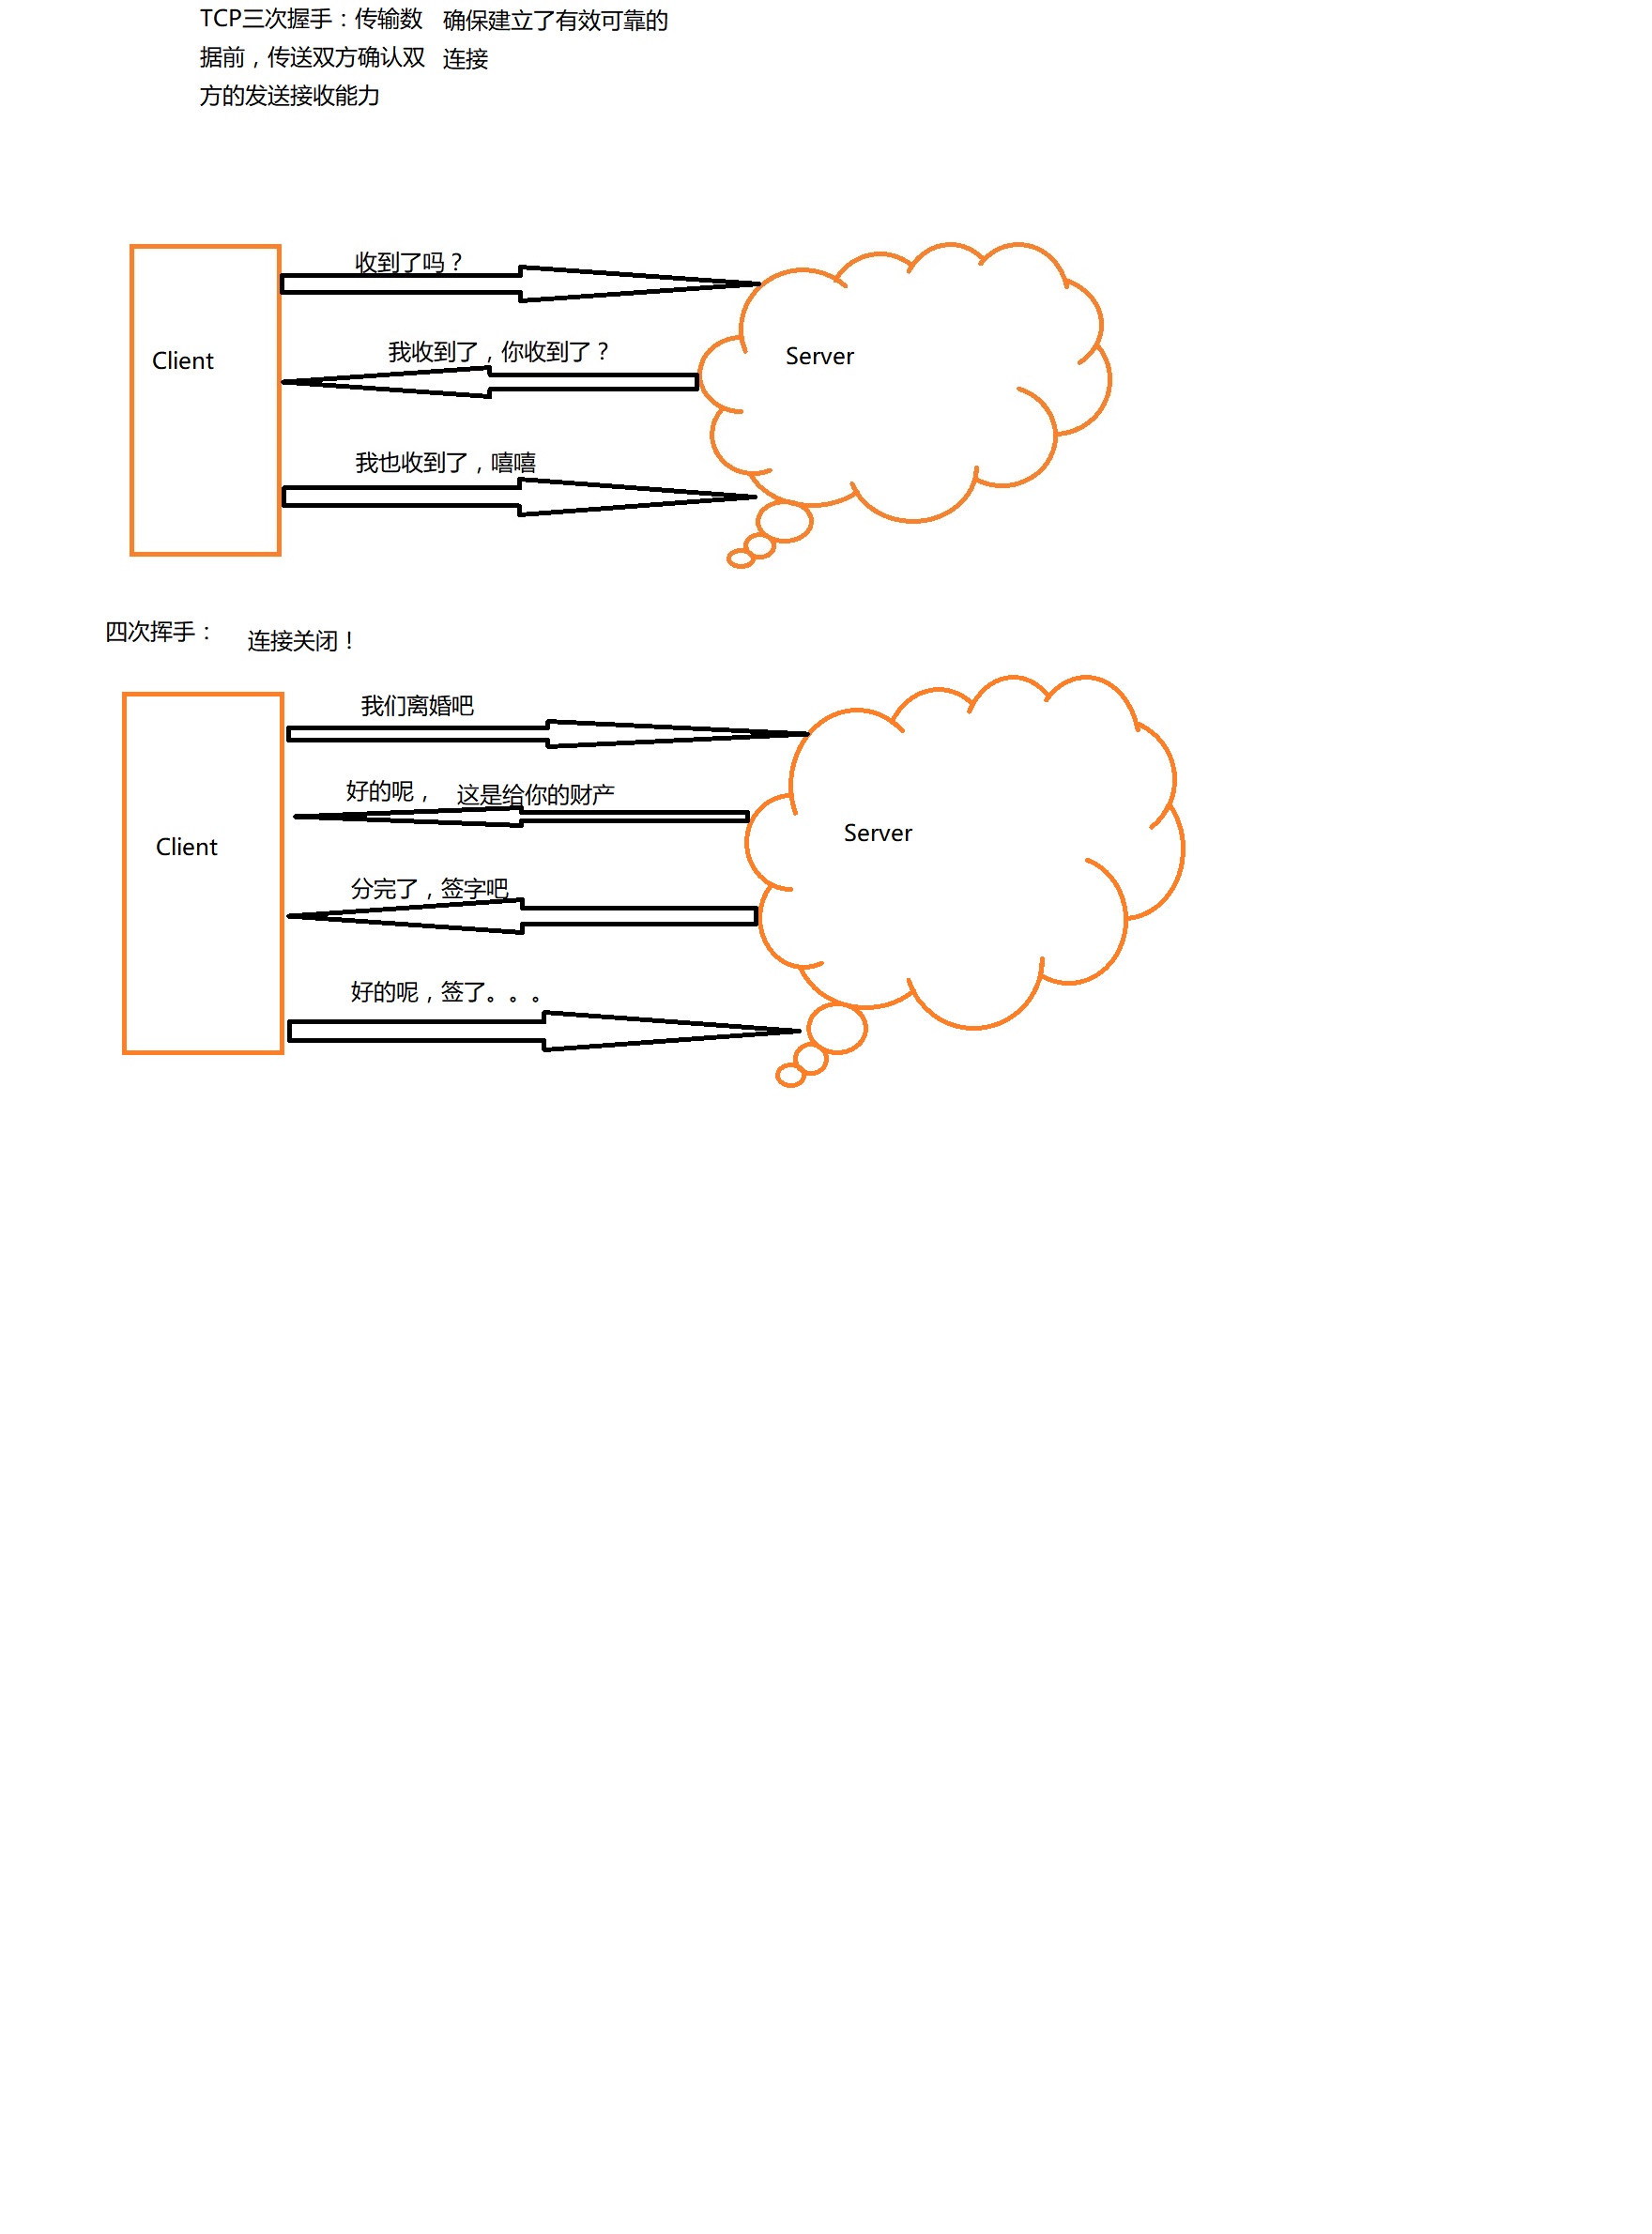 TCP三次握手：传输数
据前，传送双方确认双
方的发送接收能力
确保建立了有效可靠的
连接
收到了吗？
我收到了，你收到了？
Client
Server
我也收到了，嘻嘻
四次挥手：
连接关闭！
我们离婚吧
好的呢，
这是给你的财产
Client
Server
分完了，签字吧
好的呢，签了。。。